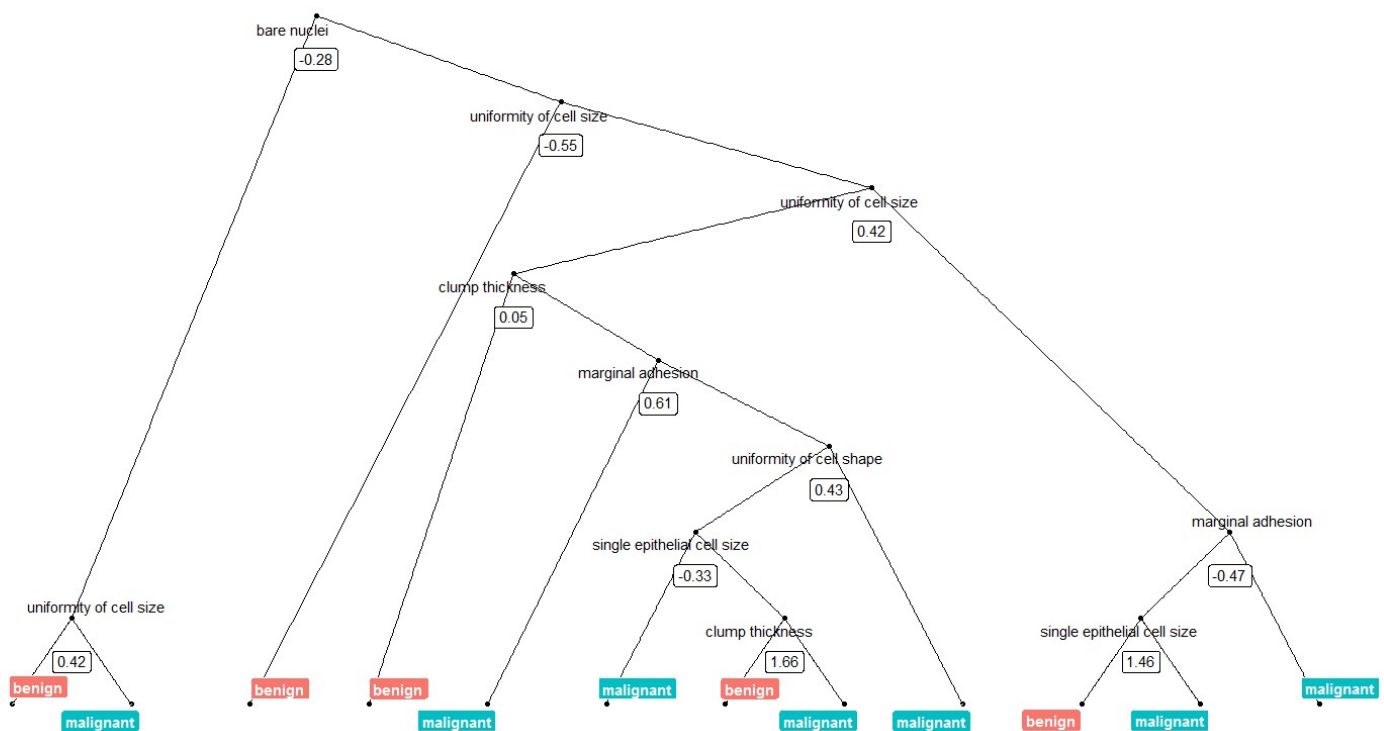 bare nuclei
-0.28
uniformity of cell size
-0.55
uniformity of cell size
0.42
clump thickness
0.05
marginal adhesion
0.61
uniformity of cell shape
0.43
marginal adhesion
single epithelial cell size
-0.33
-0.47
uniformity of cell size
clump thickness
single epithelial cell size
0.42
1.66
1.46
benign
benign
benign
malignant
benign
malignant
malignant
malignant
malignant
malignant
benign
malignant